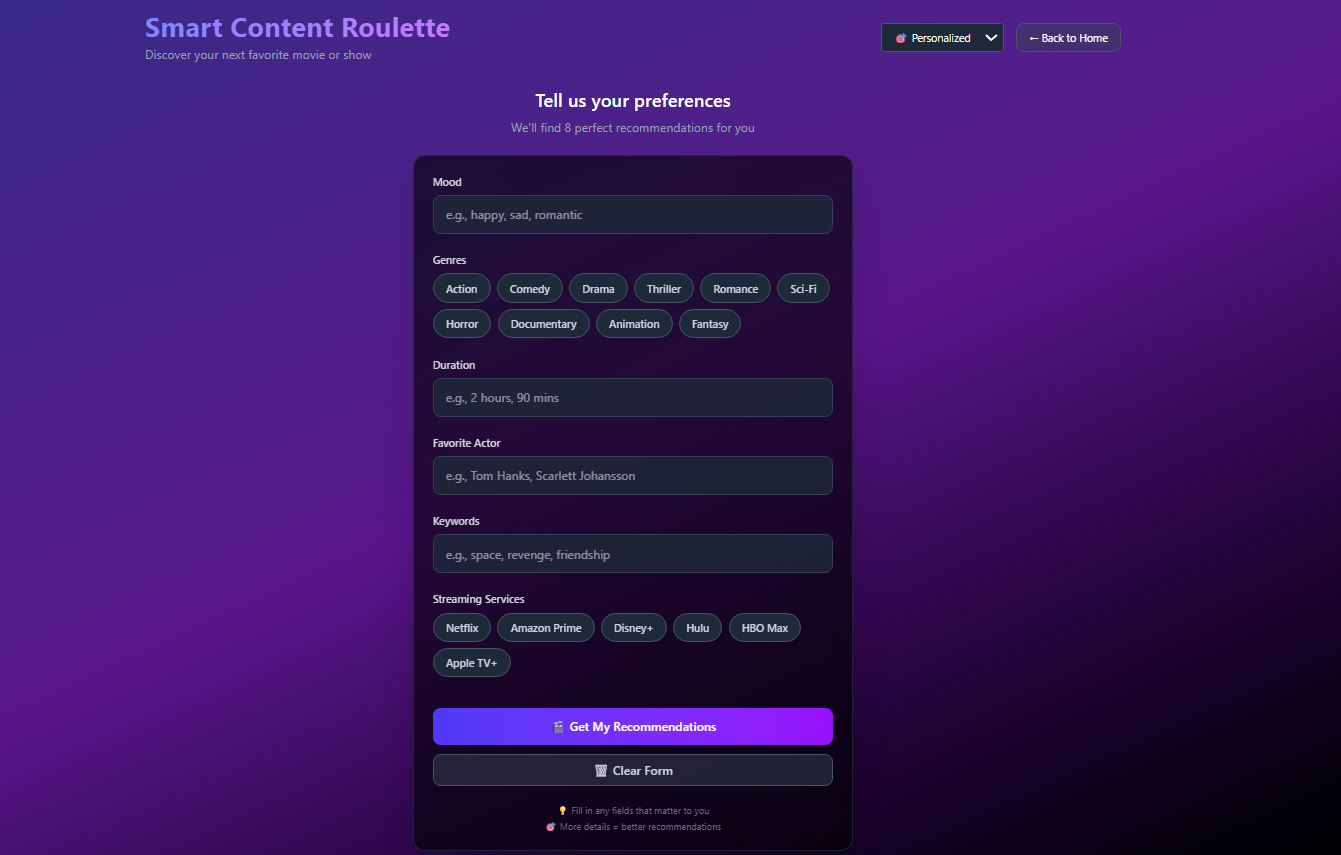 Smart Content Roulette
Discover your next favorite movie or show
🎯 Personalized
← Back to Home
Tell us your preferences
We'll find 8 perfect recommendations for you
Mood
e.g., happy, sad, romantic
Genres
Action Comedy Drama Thriller Romance Sci-Fi
Horror Documentary Animation Fantasy
Duration
e.g., 2 hours, 90 mins
Favorite Actor
e.g., Tom Hanks, Scarlett Johansson
Keywords
e.g., space, revenge, friendship
Streaming Services
Netflix Amazon Prime Disney+ Hulu HBO Max
Apple TV+
🎬 Get My Recommendations
🗑 Clear Form
💡 Fill in any fields that matter to you
🎯 More details = better recommendations